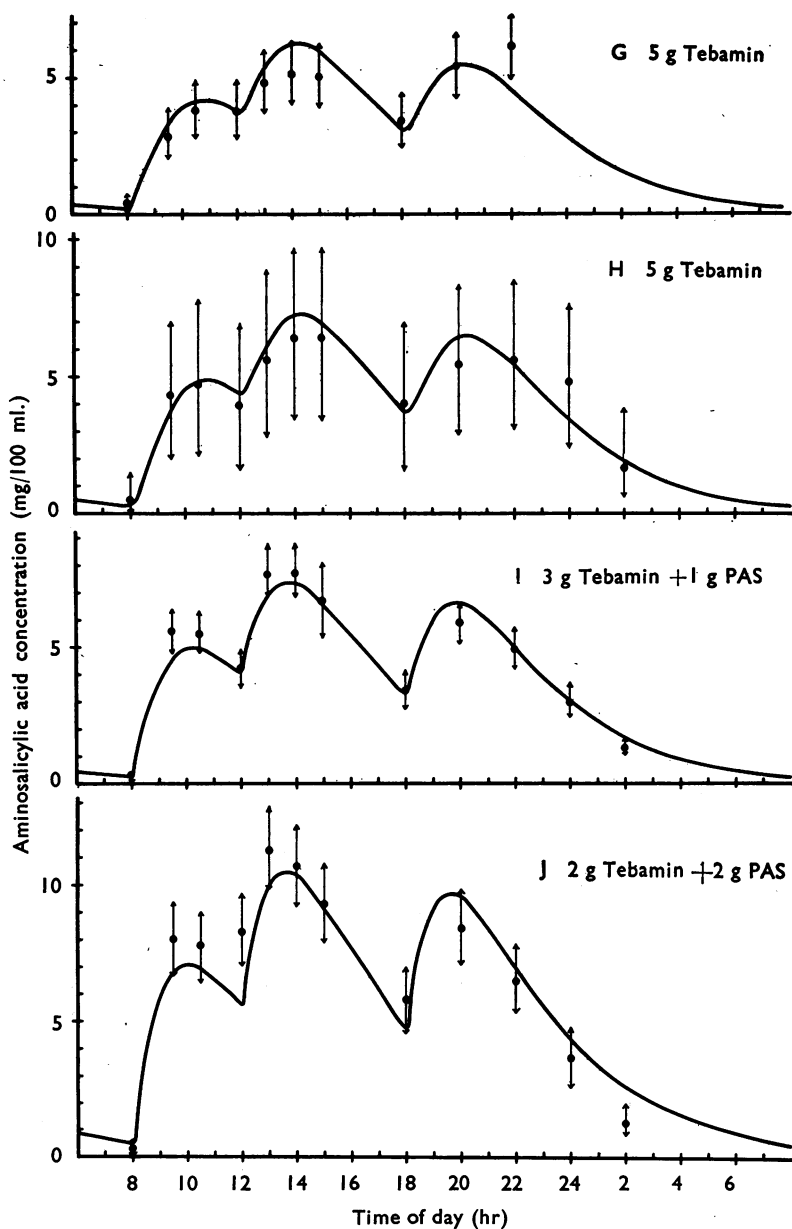 G 5 g Tebamin
5
0
10
H 5 g Tebamin
5
0
I 3 g Tebamin +1 g PAS
5
0
J 2 g Tebamin +2 g PAS
10
5
0
8 10 12 14 16 18 20 22 24 2 4 6
Time of day (hr)
Aminosalicylic acid concentration (mg/100 ml.)